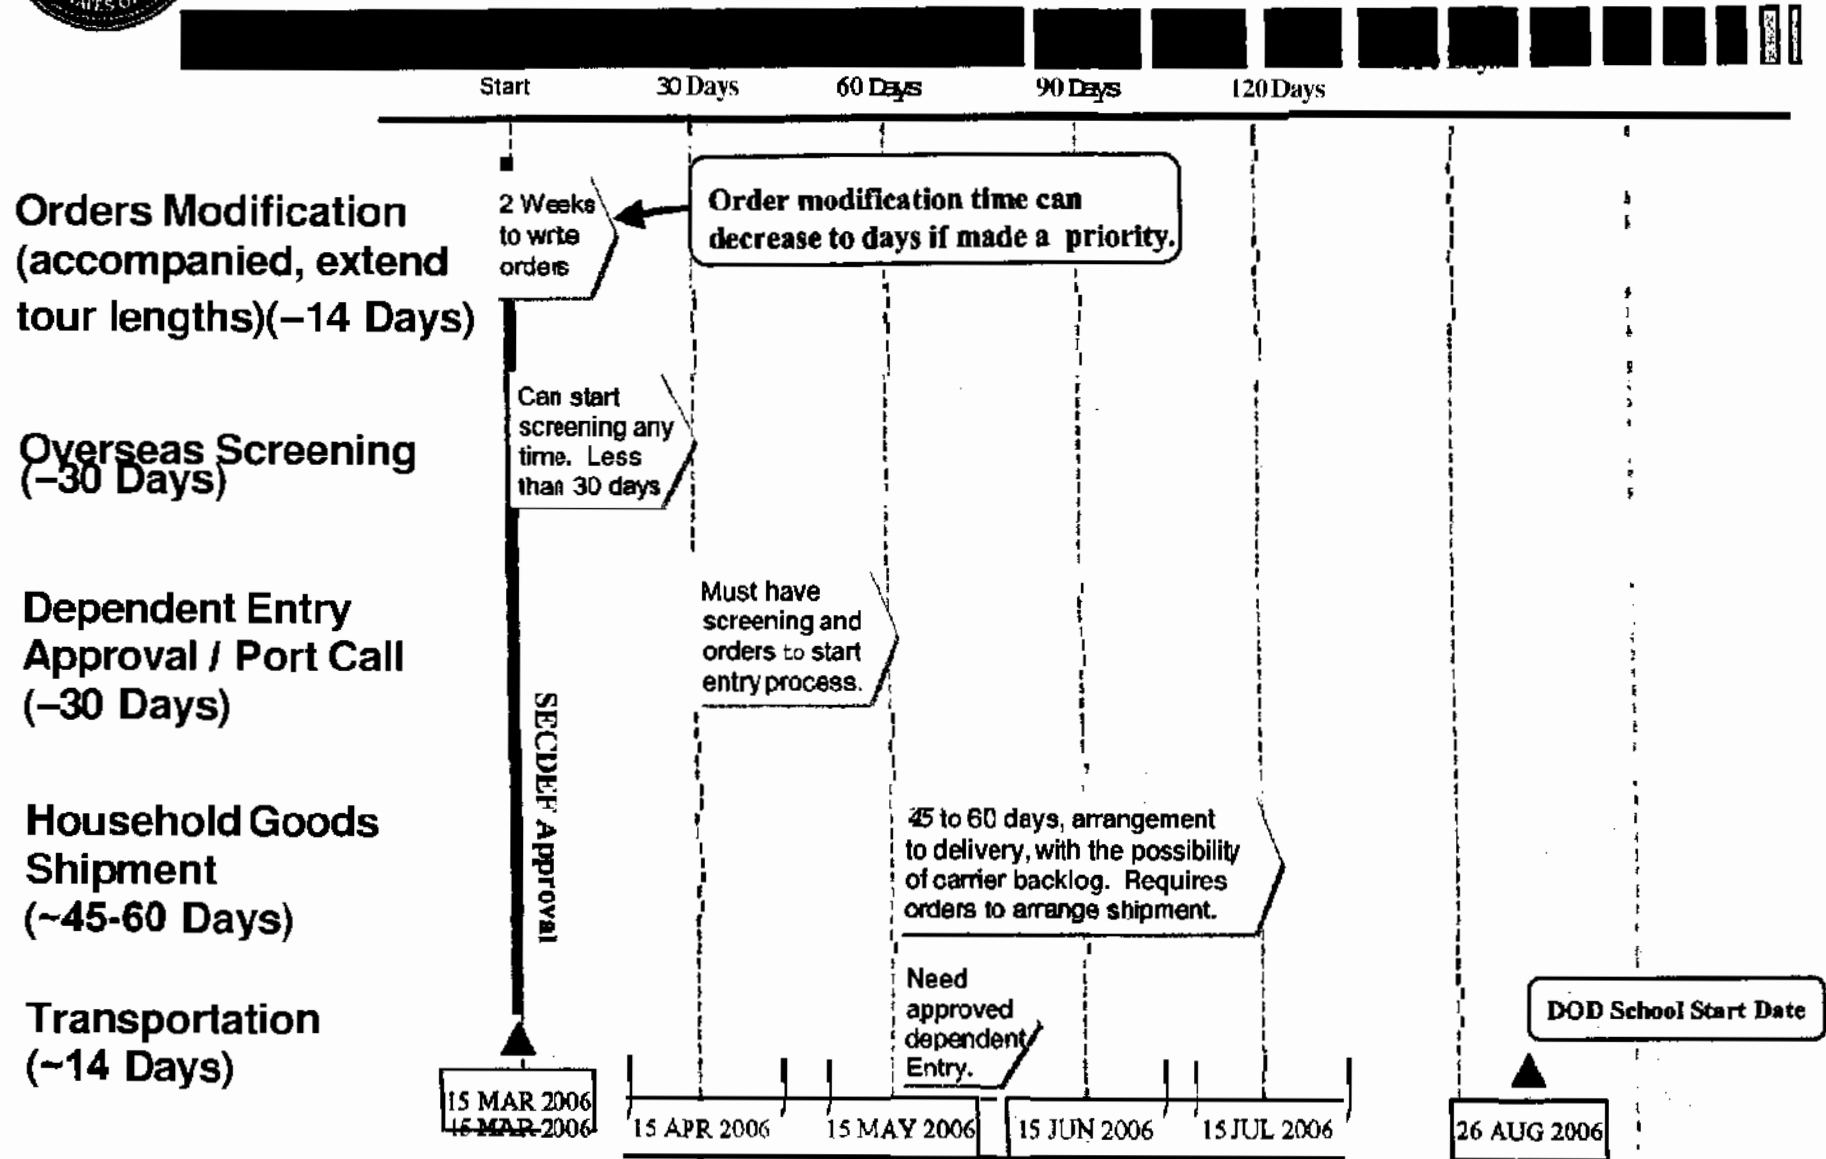 Start
30 Days
60 Days
90 Days
120 Days
Orders Modification
(accompanied, extend
tour lengths)(~14 Days)
2 Weeks
to write
orders
Order modification time can
decrease to days if made a priority.
Overseas Screening
(~30 Days)
Can start
screening any
time. Less
than 30 days
Dependent Entry
Approval / Port Call
(~30 Days)
Must have
screening and
orders to start
entry process.
SECDEF Approval
Household Goods
Shipment
(~45-60 Days)
45 to 60 days, arrangement
to delivery, with the possibility
of carrier backlog. Requires
orders to arrange shipment.
Transportation
(~14 Days)
Need
approved
dependent
Entry.
DOD School Start Date
15 MAR 2006
15 MAR 2006
15 APR 2006
15 MAY 2006
15 JUN 2006
15 JUL 2006
26 AUG 2006